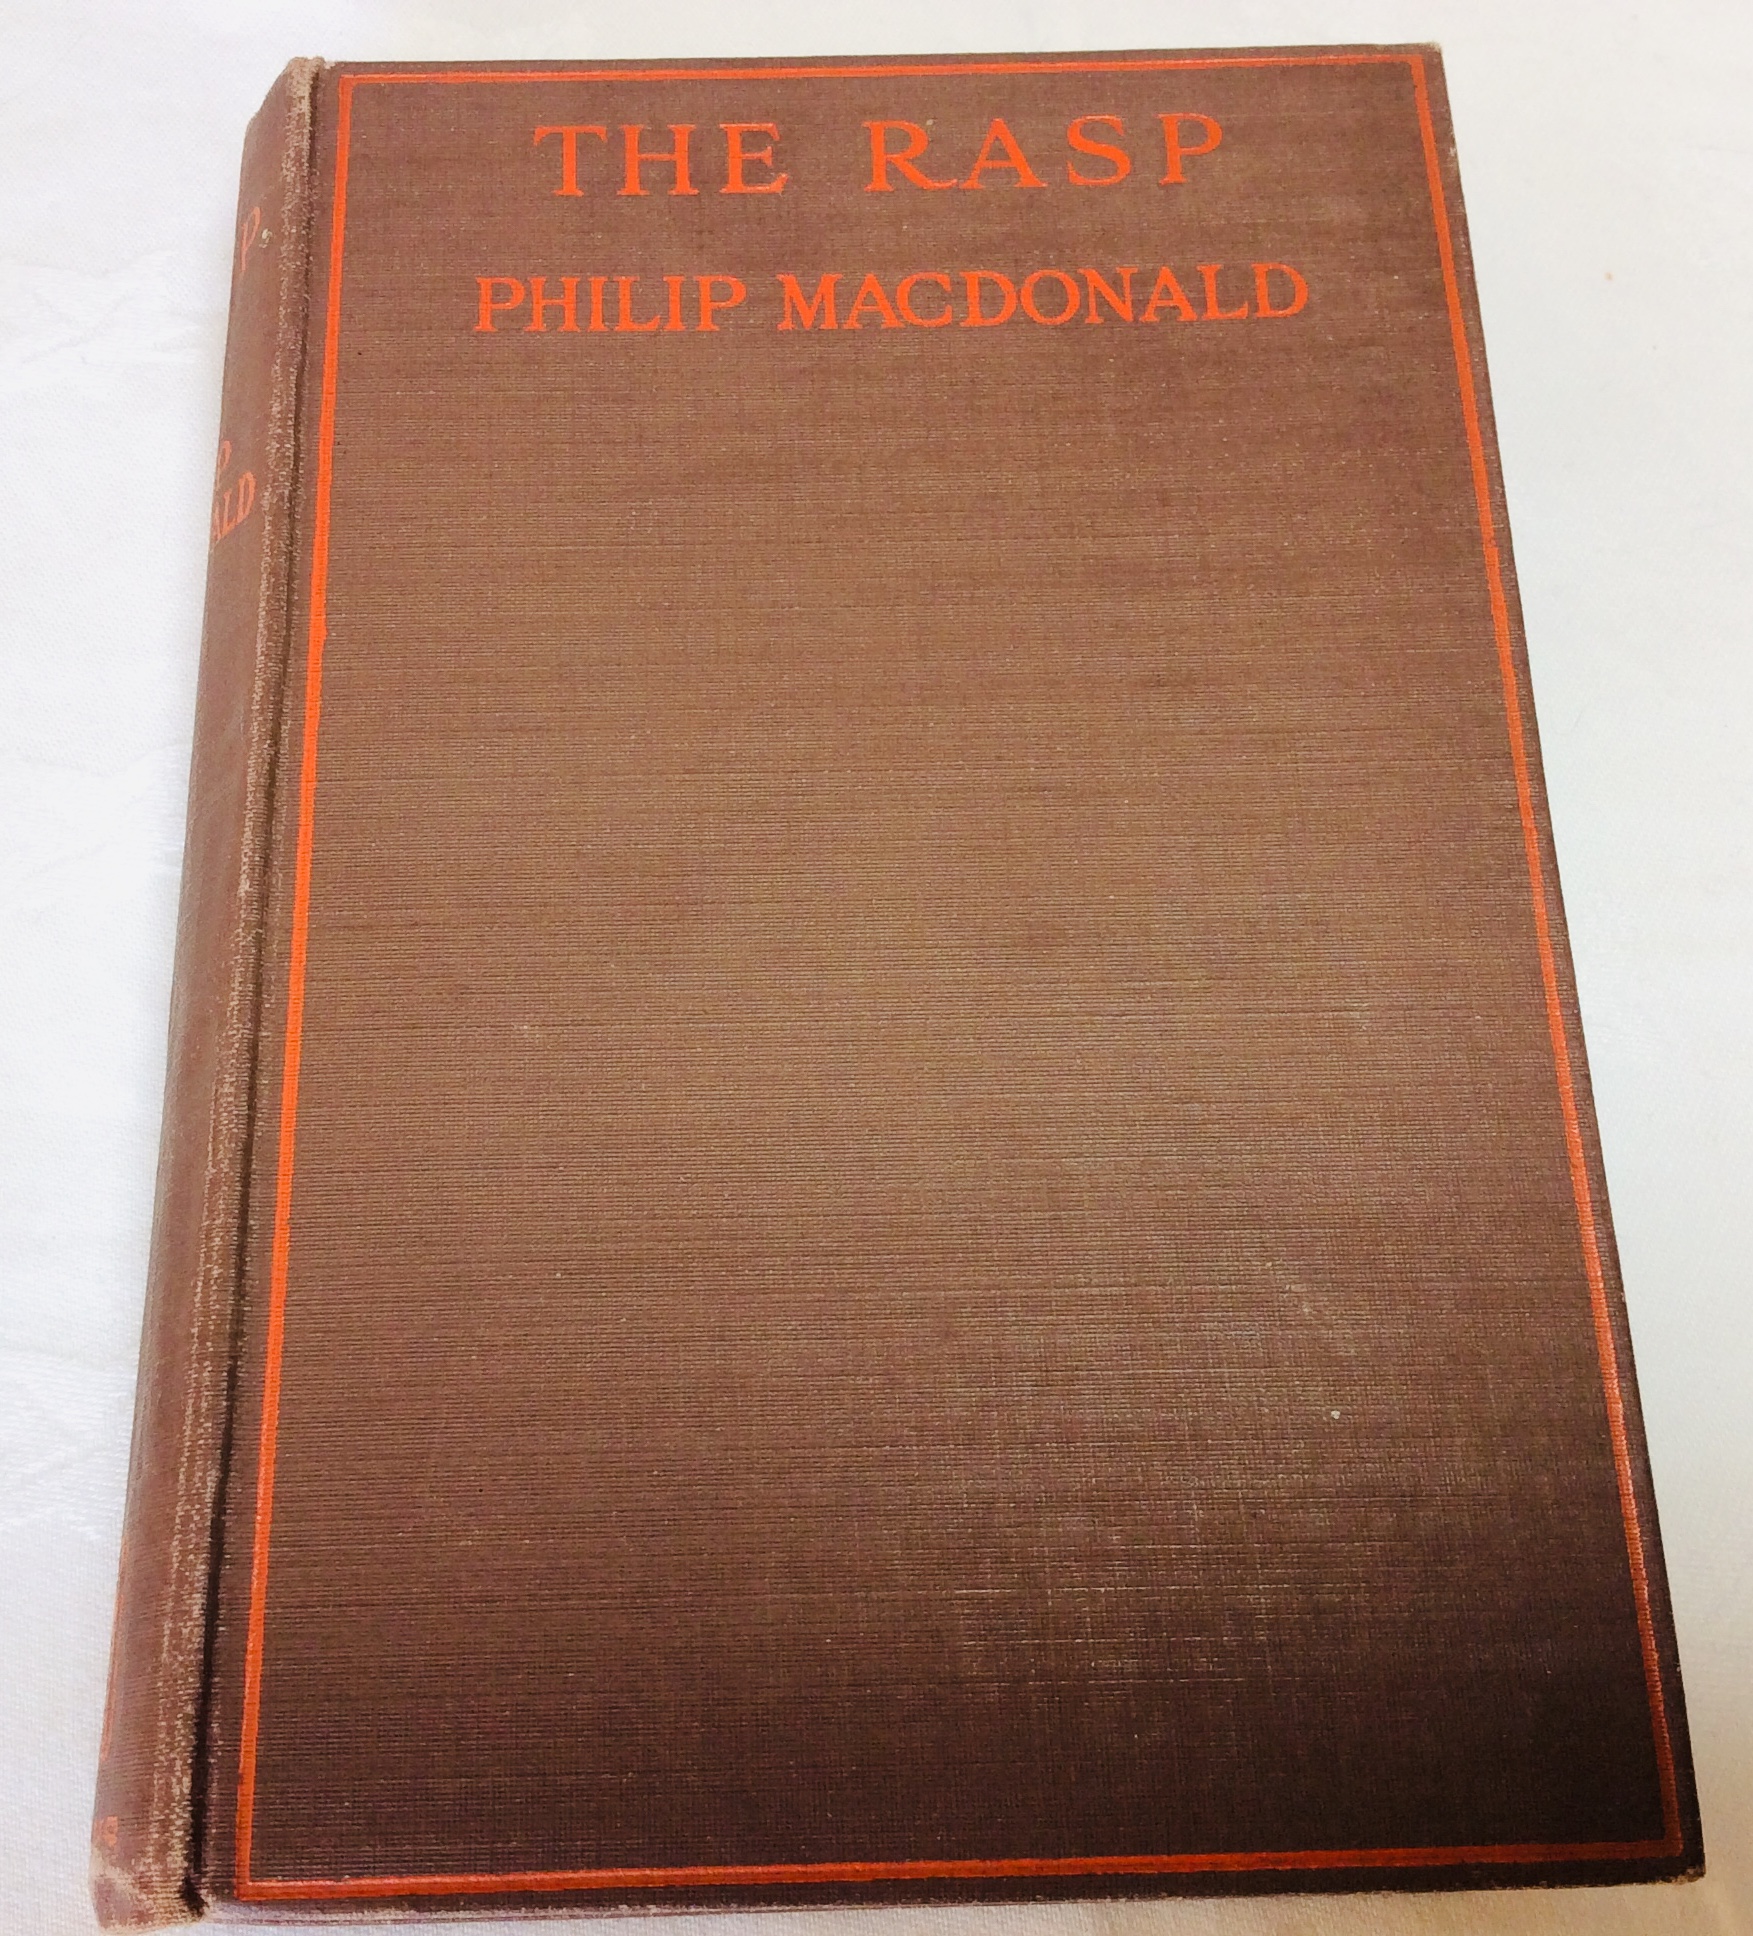 THE RASP
PHILIP MACDONALD